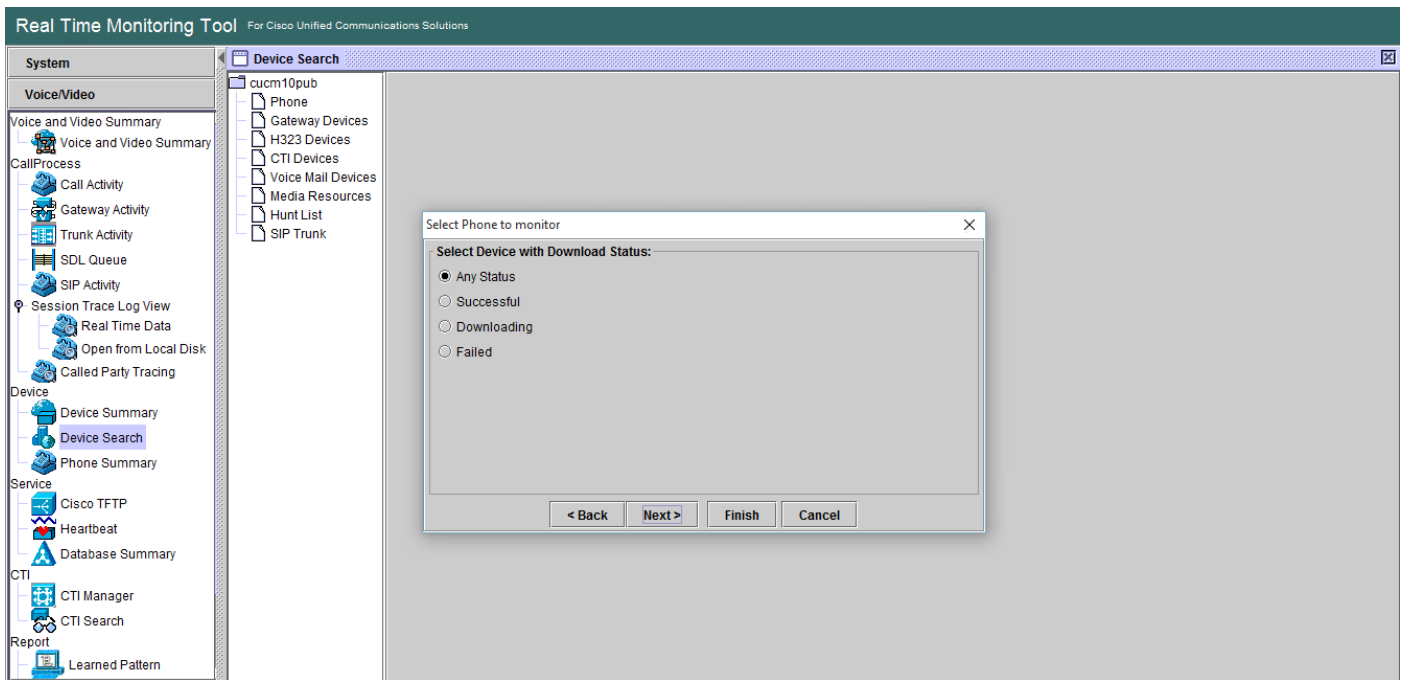 Real Time Monitoring Tool For Cisco Unified Communications Solutions
System
Voice/Video
Voice and Video Summary
Voice and Video Summary
CallProcess
Call Activity
Gateway Activity
Trunk Activity
SDL Queue
SIP Activity
Session Trace Log View
Real Time Data
Open from Local Disk
Called Party Tracing
Device
Device Summary
Device Search
Phone Summary
Service
Cisco TFTP
Heartbeat
Database Summary
CTI
CTI Manager
CTI Search
Report
Learned Pattern
Device Search
cucm10pub
Phone
Gateway Devices
H323 Devices
CTI Devices
Voice Mail Devices
Media Resources
Hunt List
SIP Trunk
Select Phone to monitor
Select Device with Download Status:
Any Status
Successful
Downloading
Failed
< Back Next > Finish Cancel